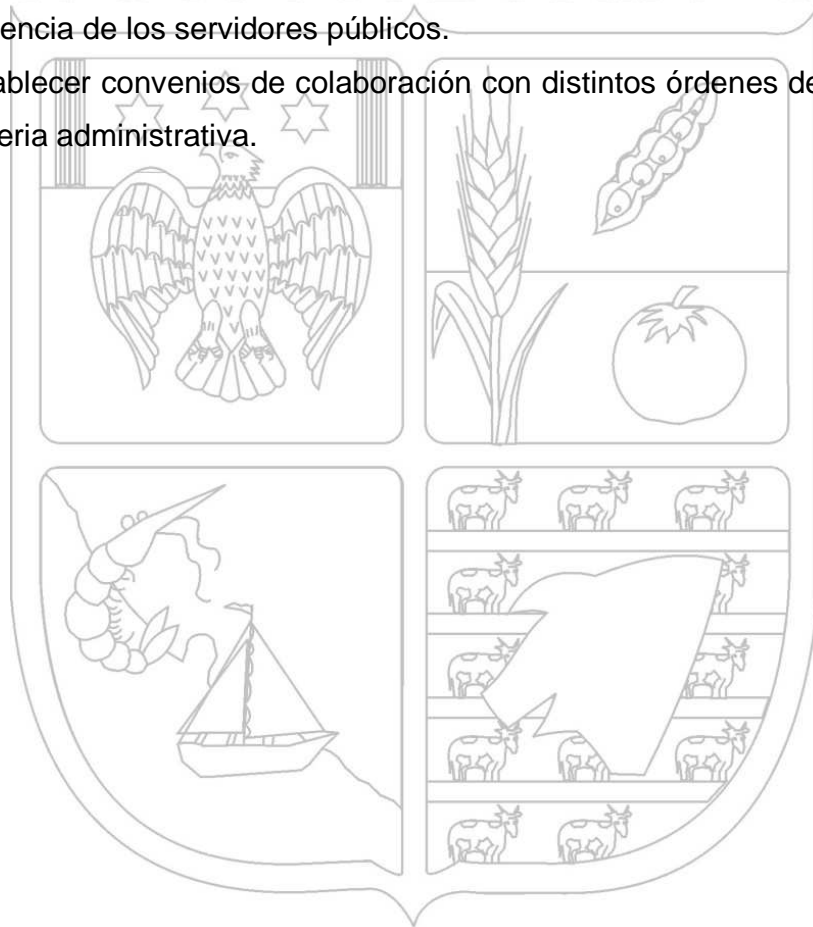 encia de los servidores públicos.
ablecer convenios de colaboración con distintos órdenes de
eria administrativa.